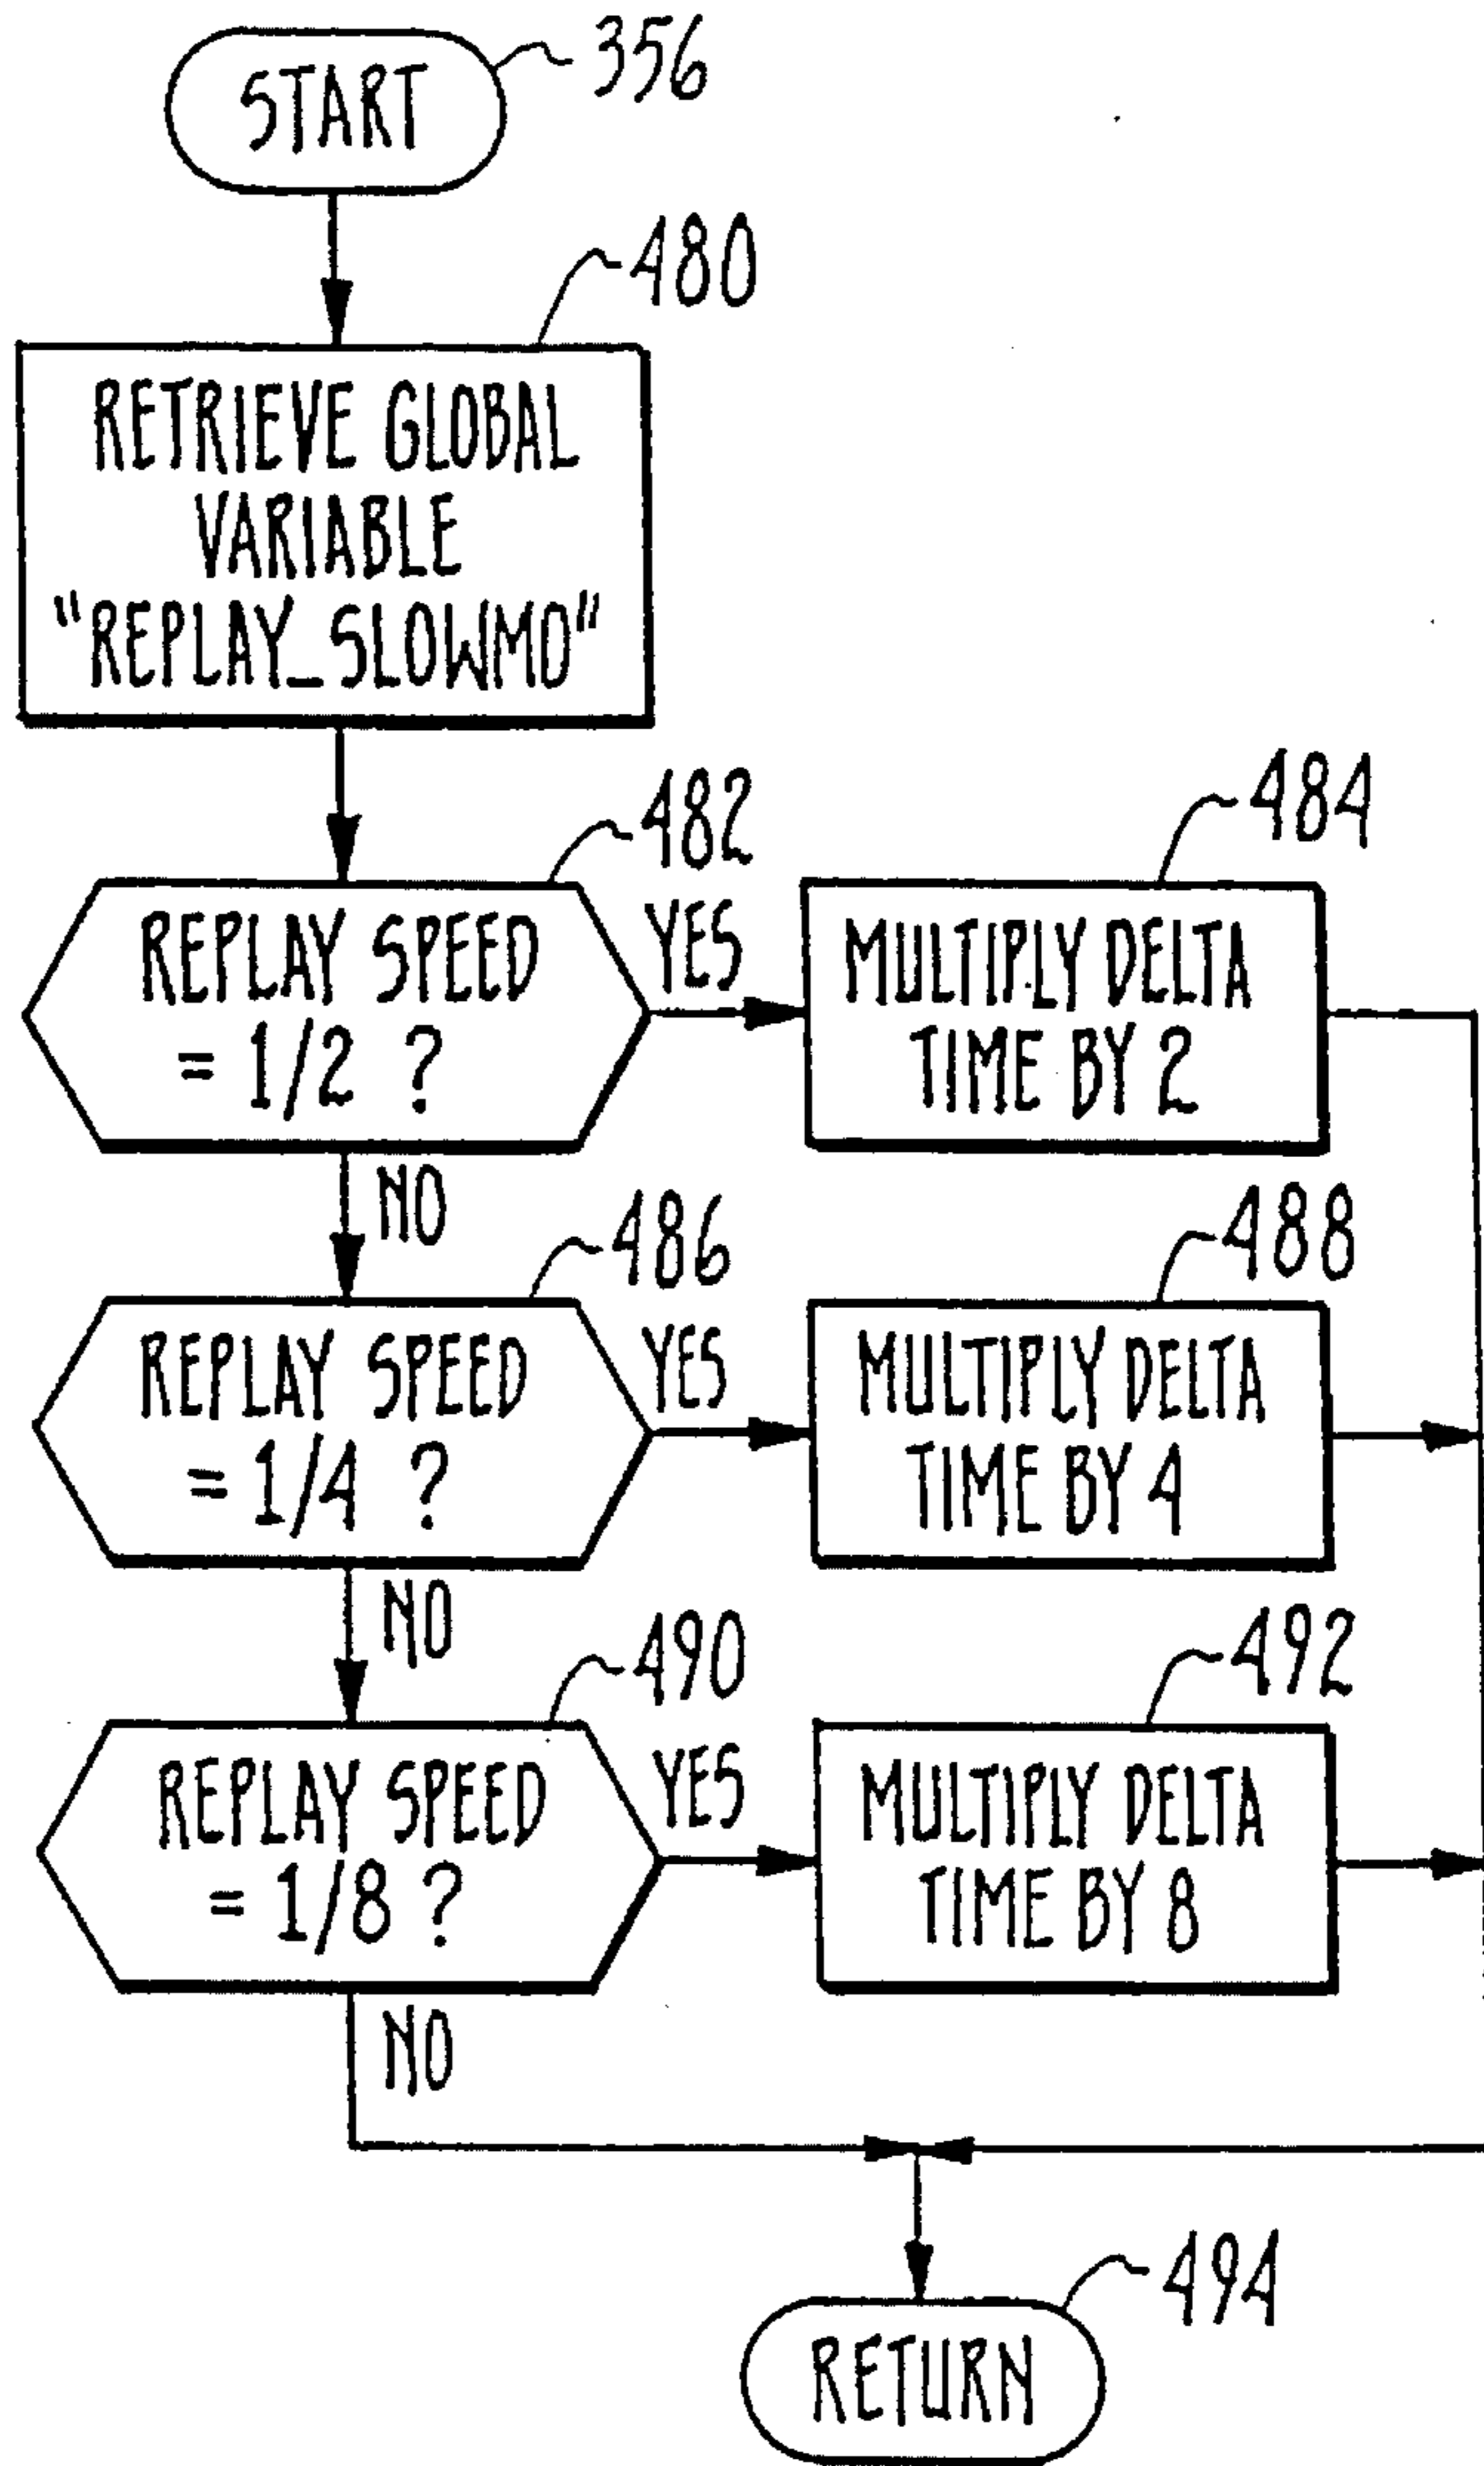 START
356
480
RETRIEVE GLOBAL
VARIABLE
"REPLAY_SLOWMO"
482
REPLAY SPEED
= 1/2 ?
YES
484
MULTIPLY DELTA
TIME BY 2
NO
486
REPLAY SPEED
= 1/4 ?
YES
488
MULTIPLY DELTA
TIME BY 4
NO
490
REPLAY SPEED
= 1/8 ?
YES
492
MULTIPLY DELTA
TIME BY 8
NO
494
RETURN